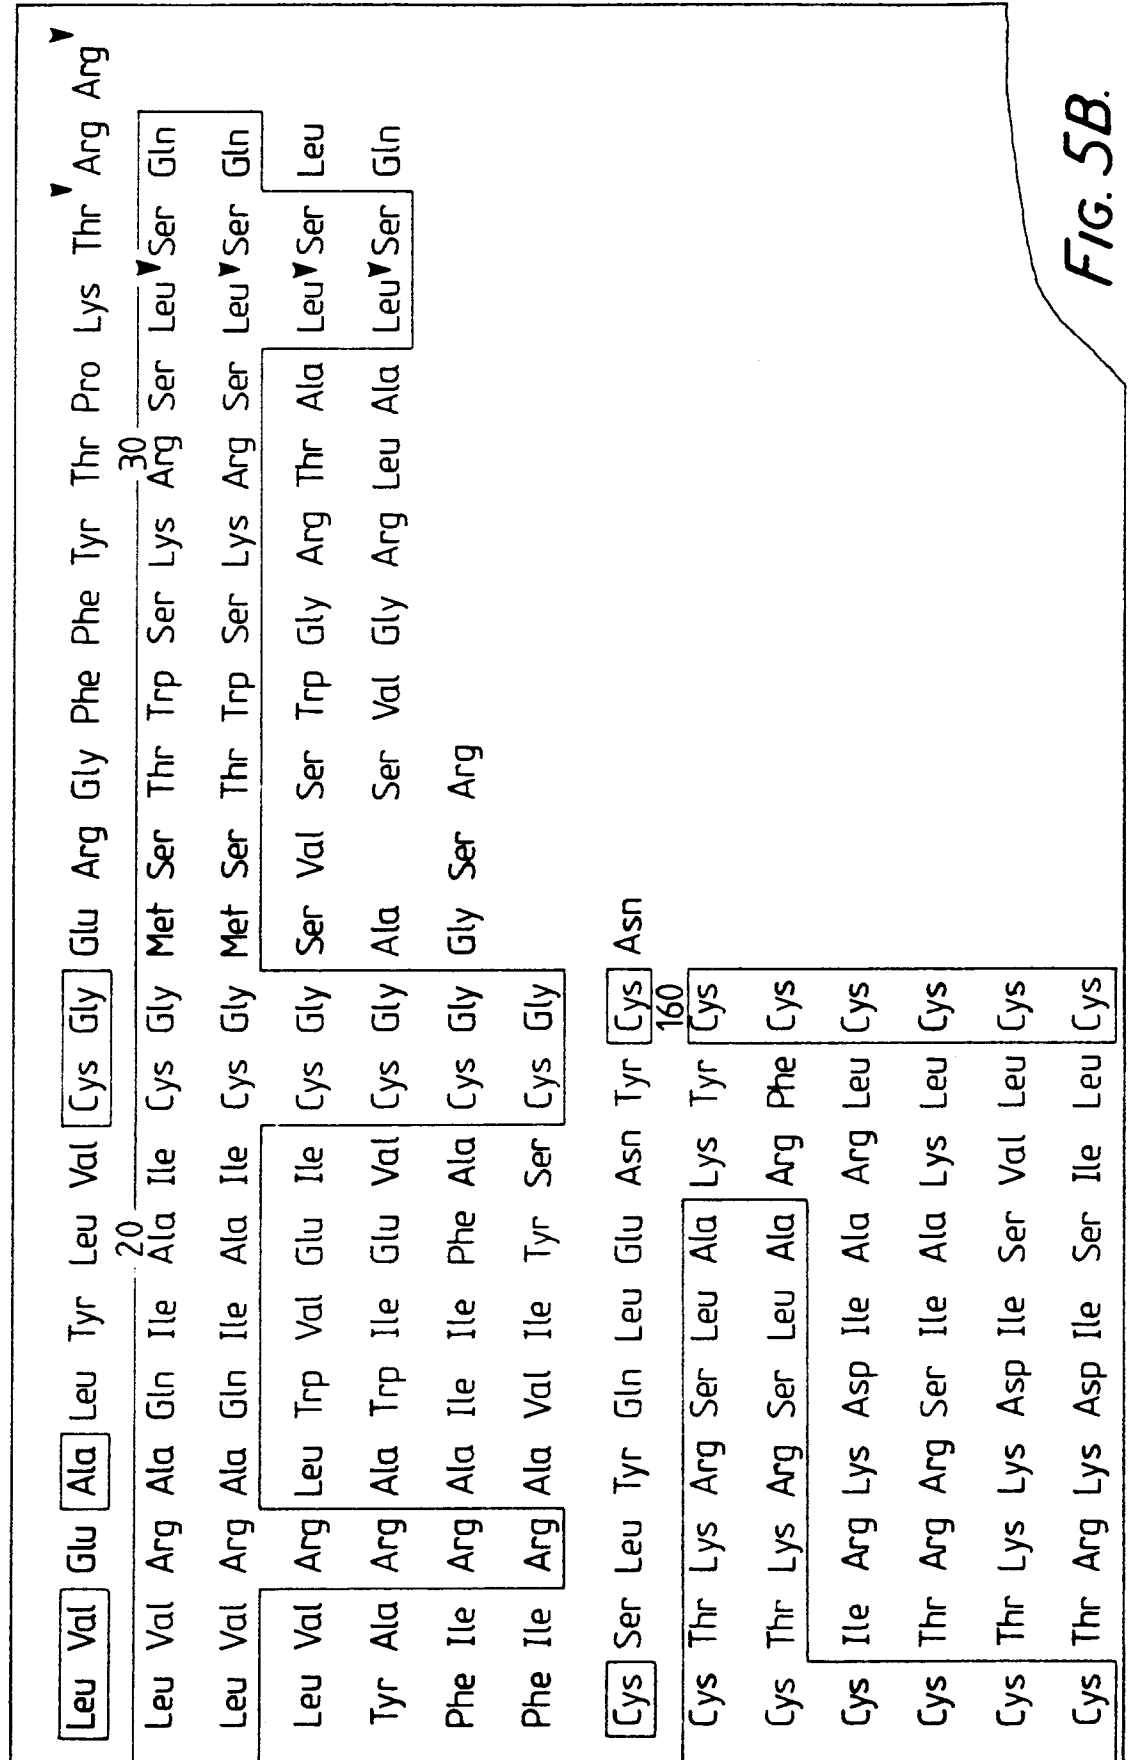 Leu Val Glu Ala Leu Tyr Leu Val Cys Gly Glu Arg Gly Phe Phe Tyr Thr Pro Lys Thr Arg Arg
20 30
Leu Val Arg Ala Gln Ile Ala Ile Cys Gly Met Ser Thr Trp Ser Lys Arg Ser Leu Ser Gln
Leu Val Arg Ala Gln Ile Ala Ile Cys Gly Met Ser Thr Trp Ser Lys Arg Ser Leu Ser Gln
Leu Val Arg Leu Trp Val Glu Ile Cys Gly Ser Val Ser Trp Gly Arg Thr Ala Leu Ser Leu
Tyr Ala Arg Ala Trp Ile Glu Val Cys Gly Ala Ser Val Gly Arg Leu Ala Leu Ser Gln
Phe Ile Arg Ala Ile Ile Phe Ala Cys Gly Gly Ser Arg
Phe Ile Arg Ala Val Ile Tyr Ser Cys Gly
Cys Ser Leu Tyr Gln Leu Glu Asn Tyr Cys Asn
160
Cys Thr Lys Arg Ser Leu Ala Lys Tyr Cys
Cys Thr Lys Arg Ser Leu Ala Arg Phe Cys
Cys Ile Arg Lys Asp Ile Ala Arg Leu Cys
Cys Thr Arg Arg Ser Ile Ala Lys Leu Cys
Cys Thr Lys Lys Asp Ile Ser Val Leu Cys
Cys Thr Arg Lys Asp Ile Ser Ile Leu Cys
FIG. 5B.